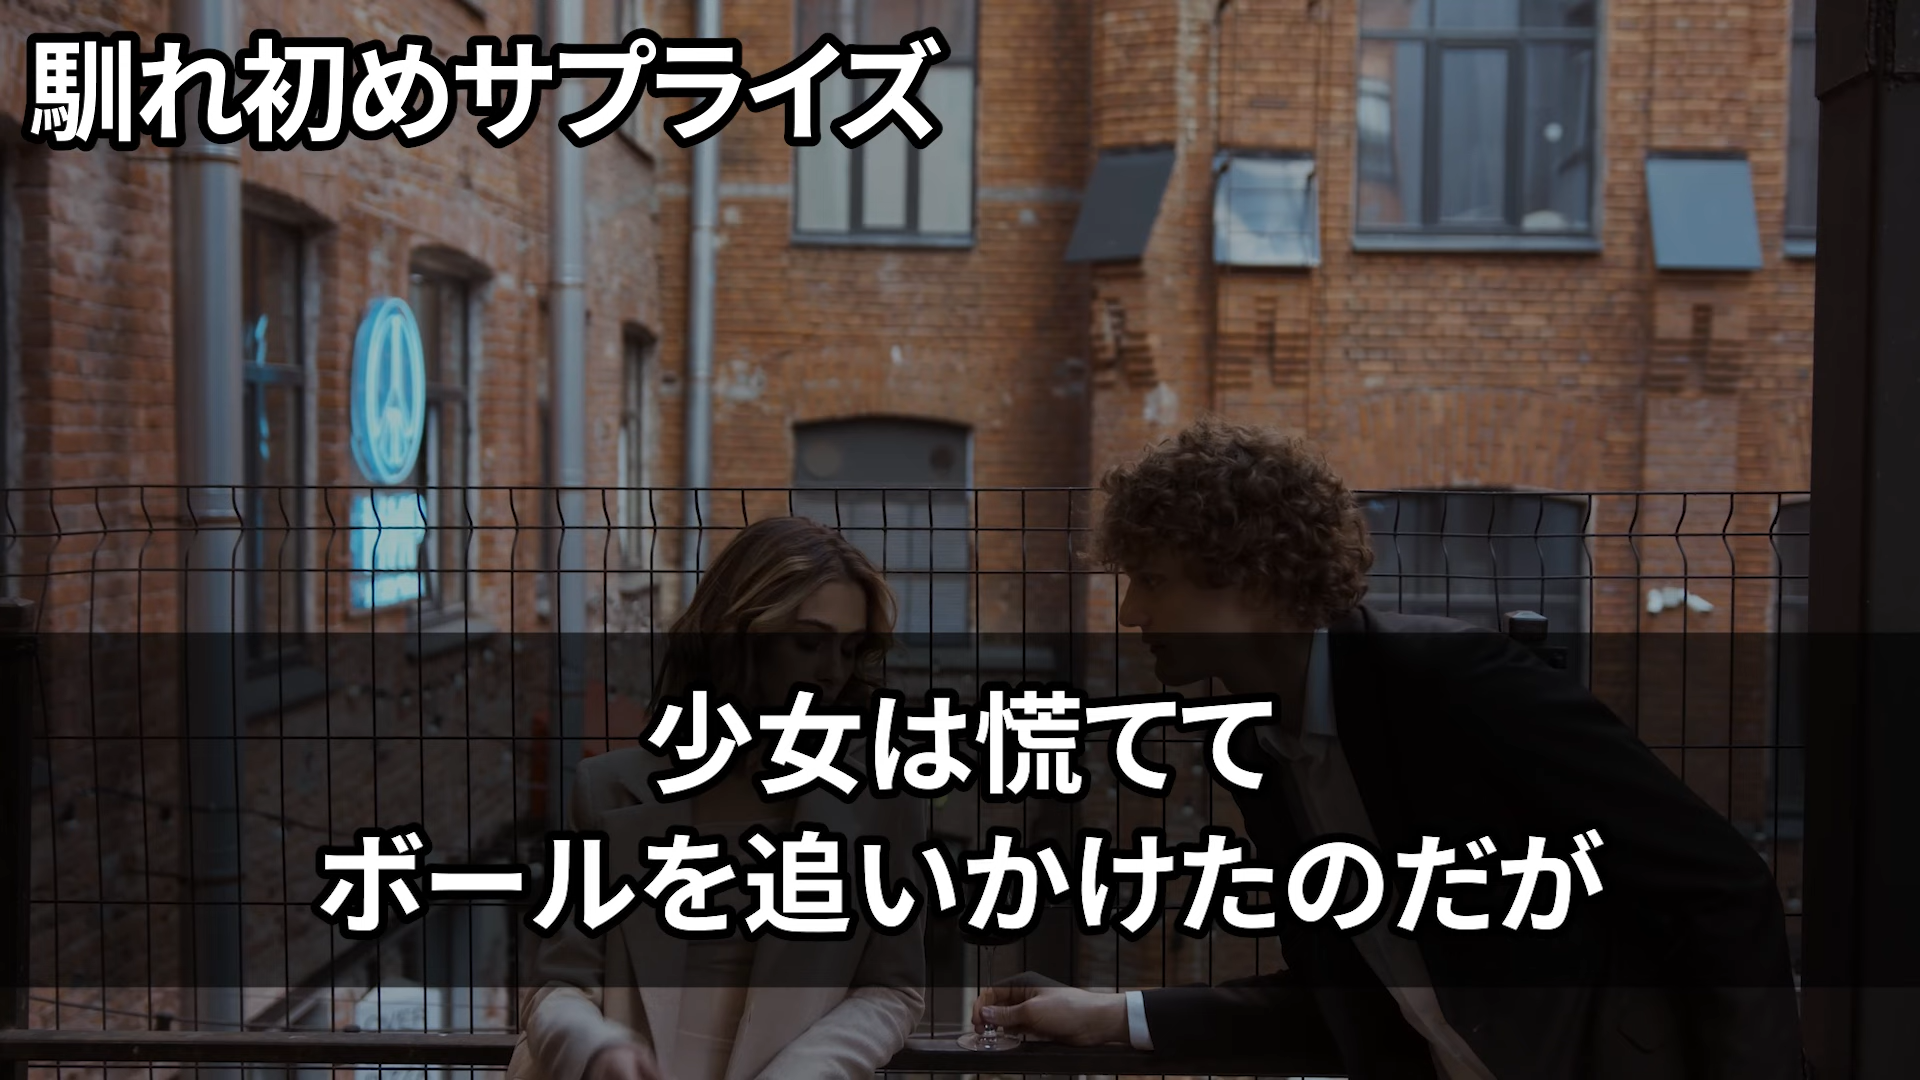 馴れ初めサプライズ
少女は慌てて
ボールを追いかけたのだが